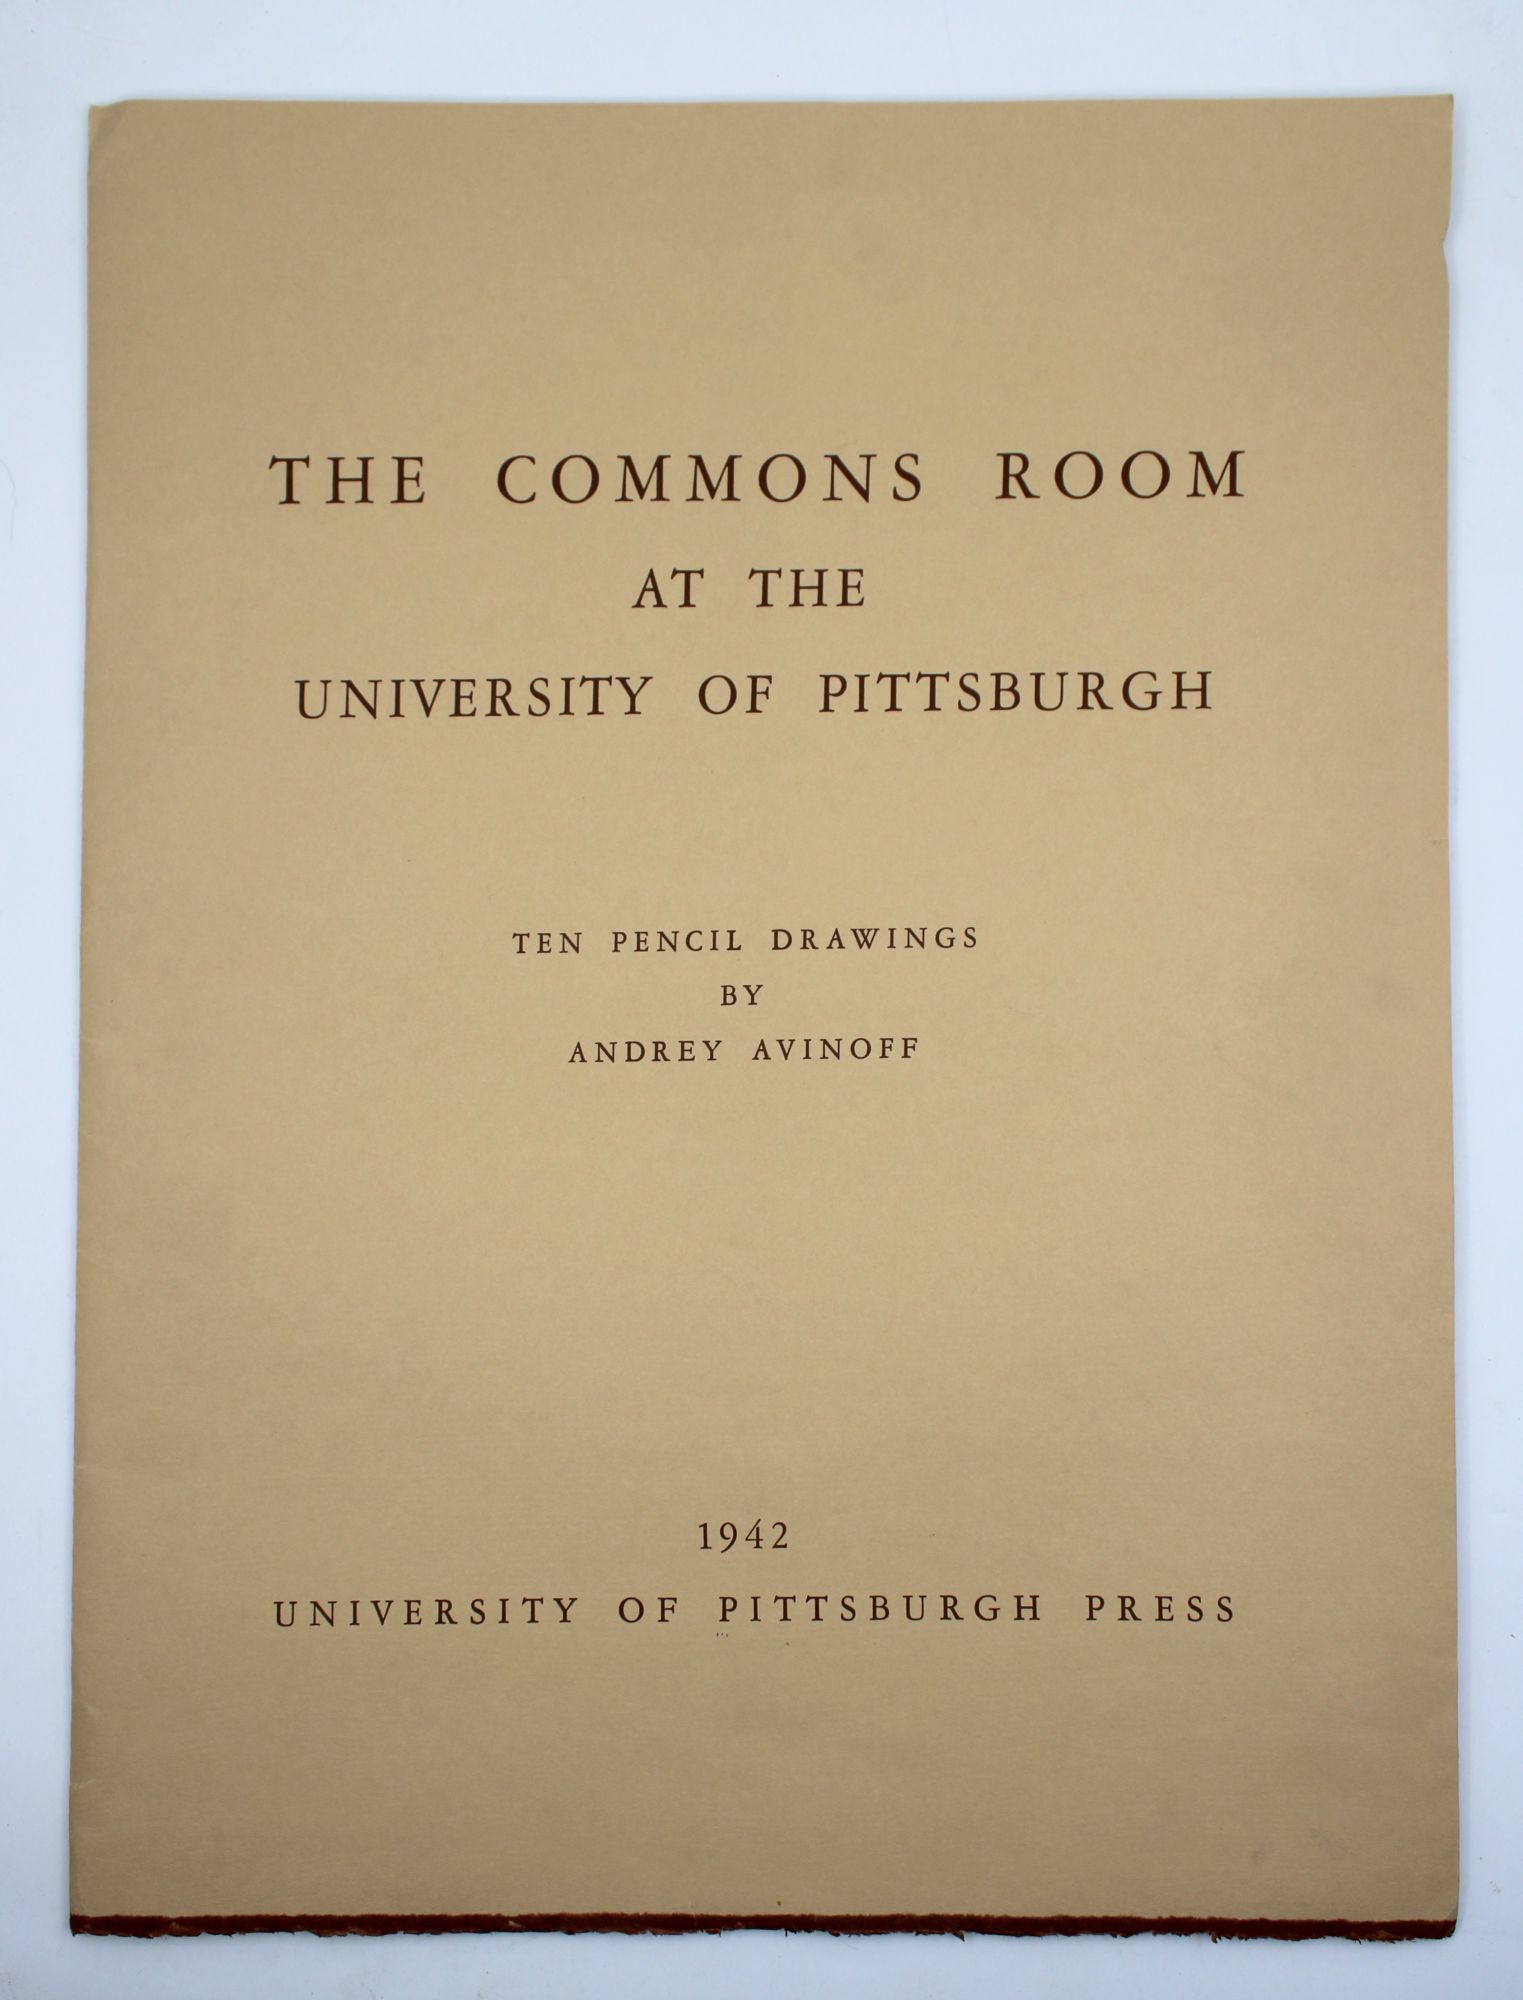 THE COMMONS ROOM
AT THE
UNIVERSITY OF PITTSBURGH
TEN PENCIL DRAWINGS
BY
ANDREY AVINOFF
1942
UNIVERSITY OF PITTSBURGH PRESS